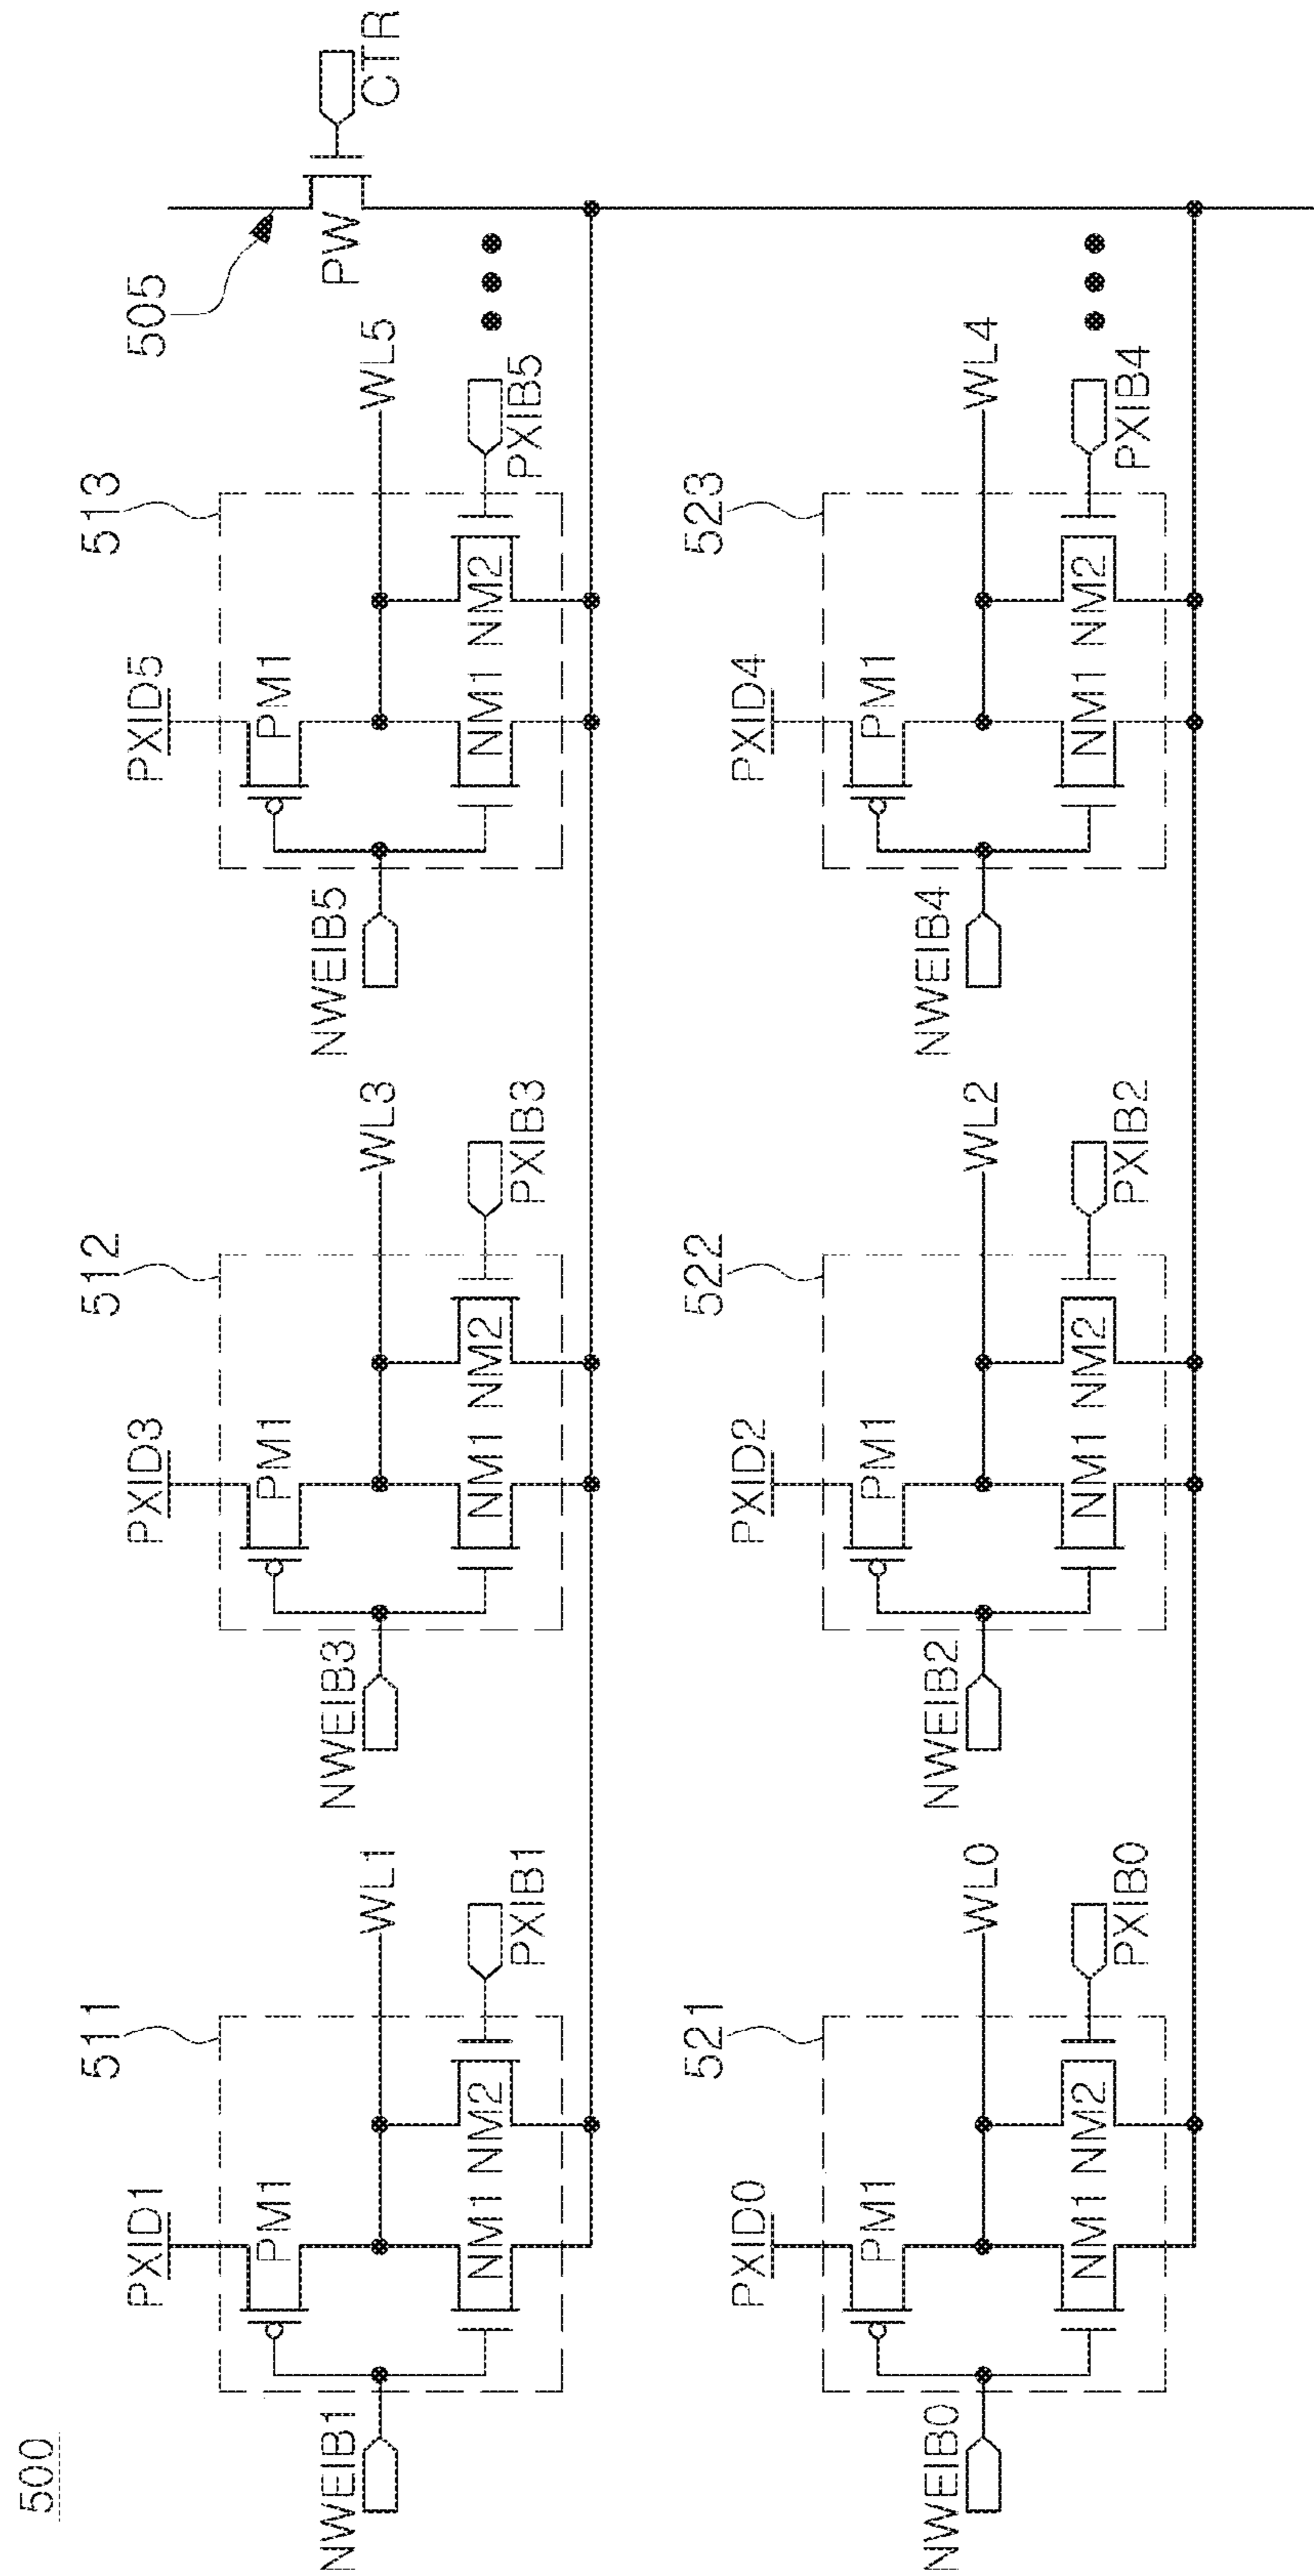 500
511
512
513
505
PXID1
PXID3
PXID5
CTR
PM1
PM1
PM1
PW
NWEIB1
WL1
NWEIB3
WL3
NWEIB5
WL5
NM1
NM2
NM1
NM2
NM1
NM2
PXIB1
PXIB3
PXIB5
521
522
523
PXID0
PXID2
PXID4
PM1
PM1
PM1
NWEIB0
WL0
NWEIB2
WL2
NWEIB4
WL4
NM1
NM2
NM1
NM2
NM1
NM2
PXIB0
PXIB2
PXIB4